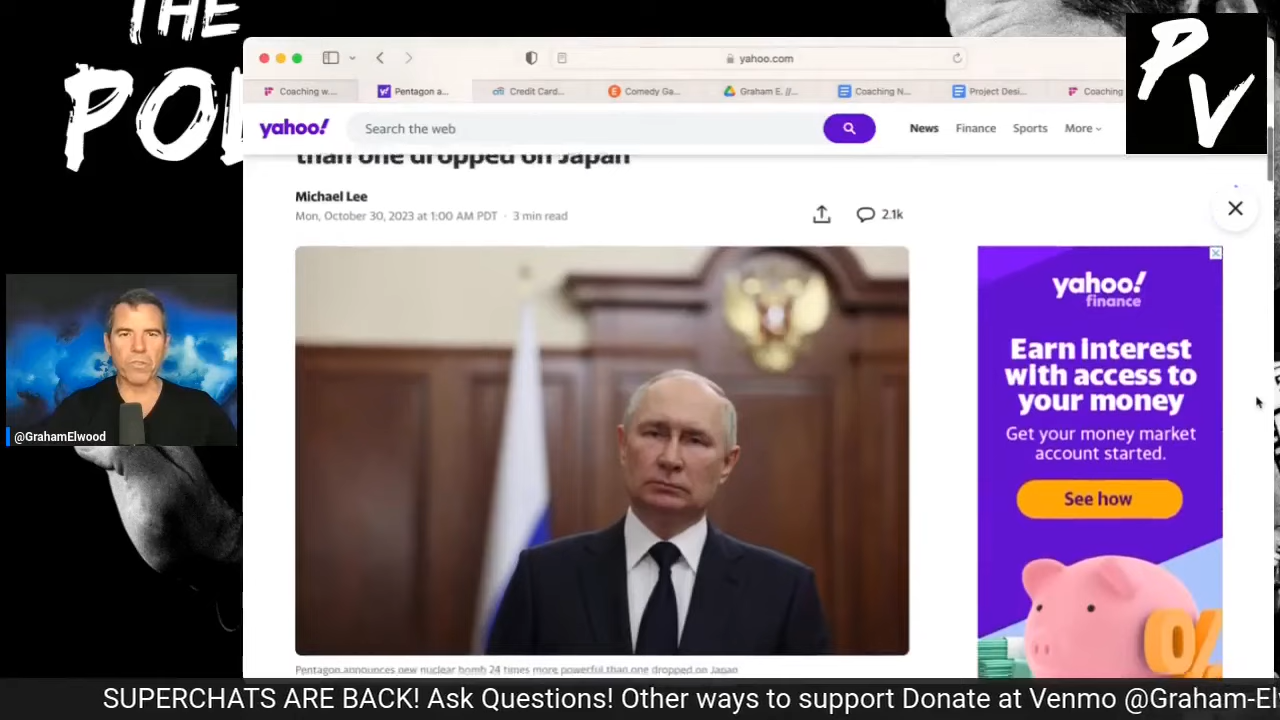 THE
PO
PV
yahoo.com
Coaching w....
Pentagon a...
Credit Card...
Comedy Ga...
Graham E. //...
Coaching N...
Project Desi...
Coaching
yahoo!
Search the web
News
Finance
Sports
More
than one dropped on Japan
Michael Lee
Mon, October 30, 2023 at 1:00 AM PDT · 3 min read
2.1k
yahoo!
finance
Earn interest
with access to
your money
Get your money market
account started.
See how
@GrahamElwood
Pentagon announces new nuclear bomb 24 times more powerful than one dropped on Japan
SUPERCHATS ARE BACK! Ask Questions! Other ways to support Donate at Venmo @Graham-El